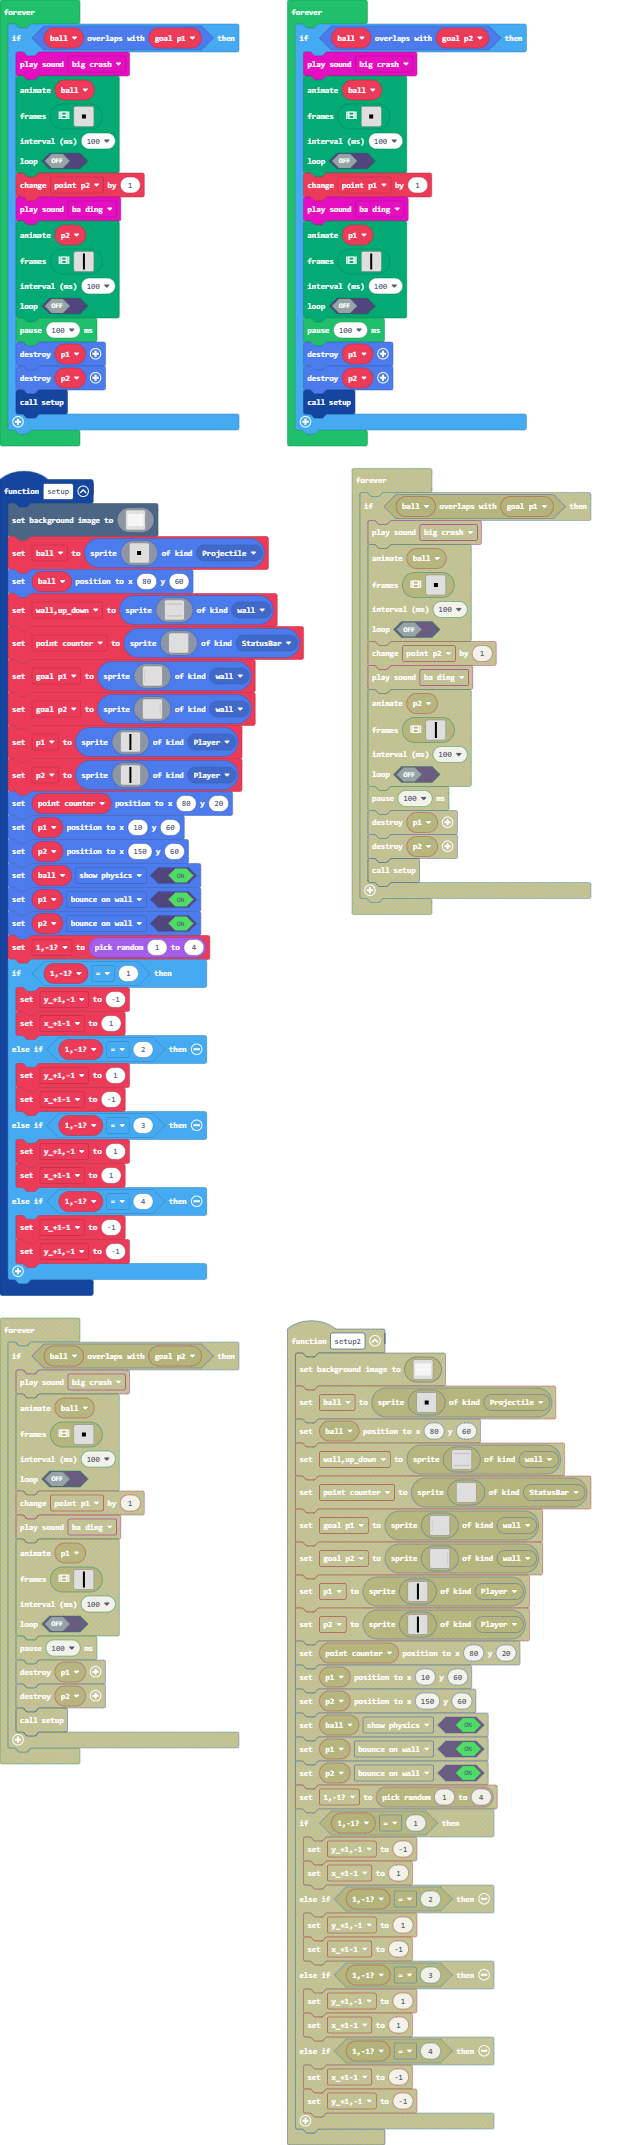 forever
if ball overlaps with goal p1 then
play sound big crash
animate ball
frames
interval (ms) 100
loop OFF
change point p2 by 1
play sound ba ding
animate p2
frames
interval (ms) 100
loop OFF
pause 100 ms
destroy p1
destroy p2
call setup
forever
if ball overlaps with goal p2 then
play sound big crash
animate ball
frames
interval (ms) 100
loop OFF
change point p1 by 1
play sound ba ding
animate p1
frames
interval (ms) 100
loop OFF
pause 100 ms
destroy p1
destroy p2
call setup
function setup
set background image to
set ball to sprite of kind Projectile
set ball position to x 80 y 60
set wall,up_down to sprite of kind wall
set point counter to sprite of kind StatusBar
set goal p1 to sprite of kind wall
set goal p2 to sprite of kind wall
set p1 to sprite of kind Player
set p2 to sprite of kind Player
set point counter position to x 80 y 20
set p1 position to x 10 y 60
set p2 position to x 150 y 60
set ball show physics ON
set p1 bounce on wall ON
set p2 bounce on wall ON
set 1,-1? to pick random 1 to 4
if 1,-1? = 1 then
set y_+1,-1 to -1
set x_+1-1 to 1
else if 1,-1? = 2 then
set y_+1,-1 to 1
set x_+1-1 to -1
else if 1,-1? = 3 then
set y_+1,-1 to 1
set x_+1-1 to 1
else if 1,-1? = 4 then
set x_+1-1 to -1
set y_+1,-1 to -1
forever
if ball overlaps with goal p1 then
play sound big crash
animate ball
frames
interval (ms) 100
loop OFF
change point p2 by 1
play sound ba ding
animate p2
frames
interval (ms) 100
loop OFF
pause 100 ms
destroy p1
destroy p2
call setup
forever
if ball overlaps with goal p2 then
play sound big crash
animate ball
frames
interval (ms) 100
loop OFF
change point p1 by 1
play sound ba ding
animate p1
frames
interval (ms) 100
loop OFF
pause 100 ms
destroy p1
destroy p2
call setup
function setup2
set background image to
set ball to sprite of kind Projectile
set ball position to x 80 y 60
set wall,up_down to sprite of kind wall
set point counter to sprite of kind StatusBar
set goal p1 to sprite of kind wall
set goal p2 to sprite of kind wall
set p1 to sprite of kind Player
set p2 to sprite of kind Player
set point counter position to x 80 y 20
set p1 position to x 10 y 60
set p2 position to x 150 y 60
set ball show physics ON
set p1 bounce on wall ON
set p2 bounce on wall ON
set 1,-1? to pick random 1 to 4
if 1,-1? = 1 then
set y_+1,-1 to -1
set x_+1-1 to 1
else if 1,-1? = 2 then
set y_+1,-1 to 1
set x_+1-1 to -1
else if 1,-1? = 3 then
set y_+1,-1 to 1
set x_+1-1 to 1
else if 1,-1? = 4 then
set x_+1-1 to -1
set y_+1,-1 to -1